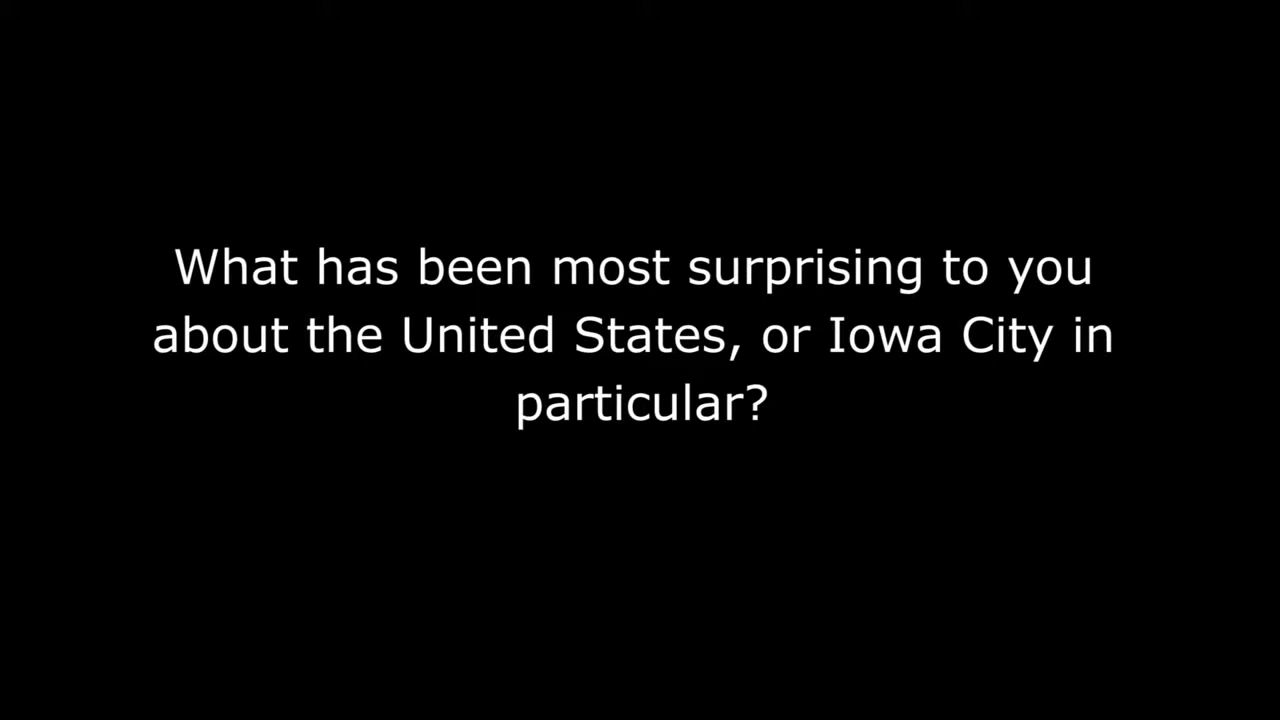 What has been most surprising to you
about the United States, or Iowa City in
particular?